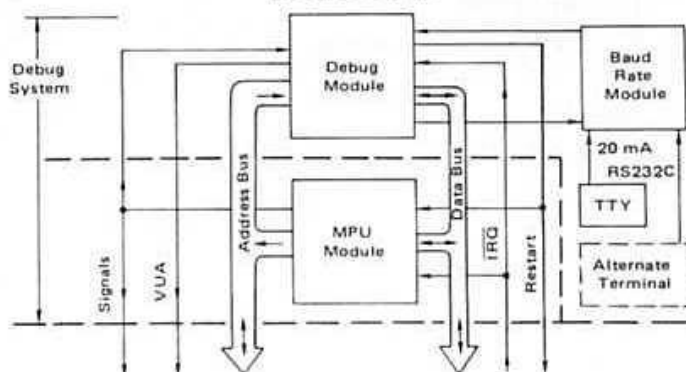 Debug
System
Debug
Module
Baud
Rate
Module
20 mA
RS232C
TTY
Alternate
Terminal
MPU
Module
Signals
VUA
Address Bus
Data Bus
IRQ
Restart